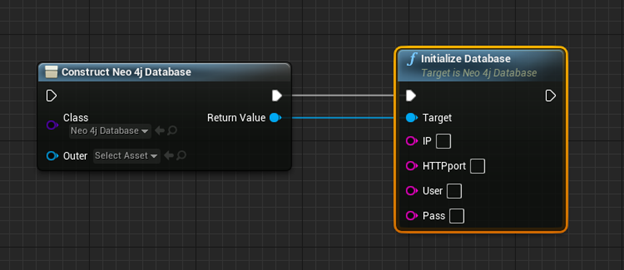 Construct Neo 4j Database
Class
Neo 4j Database
Return Value
Outer
Select Asset
f Initialize Database
Target is Neo 4j Database
Target
IP
HTTPport
User
Pass